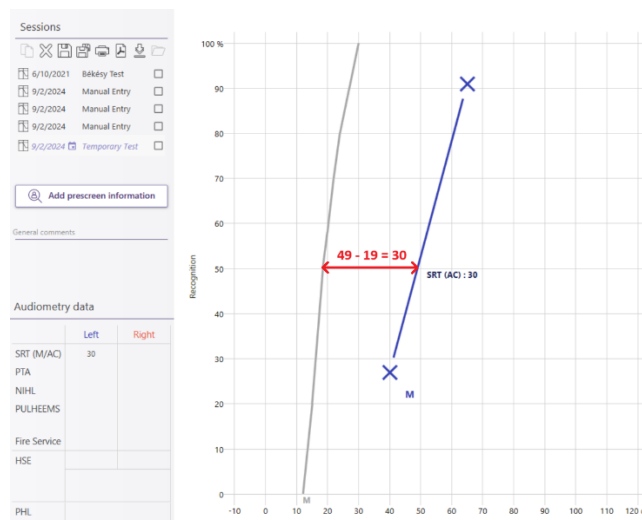 Sessions
6/10/2021 Békésy Test
9/2/2024 Manual Entry
9/2/2024 Manual Entry
9/2/2024 Manual Entry
9/2/2024 Temporary Test
Add prescreen information
General comments
Audiometry data
Left Right
SRT (M/AC) 30
PTA
NIHL
PULHEEMS
Fire Service
HSE
PHL
Recognition
100 %
90
80
70
60
50
40
30
20
10
0
49 - 19 = 30
SRT (AC) : 30
M
M
-10 0 10 20 30 40 50 60 70 80 90 100 110 120